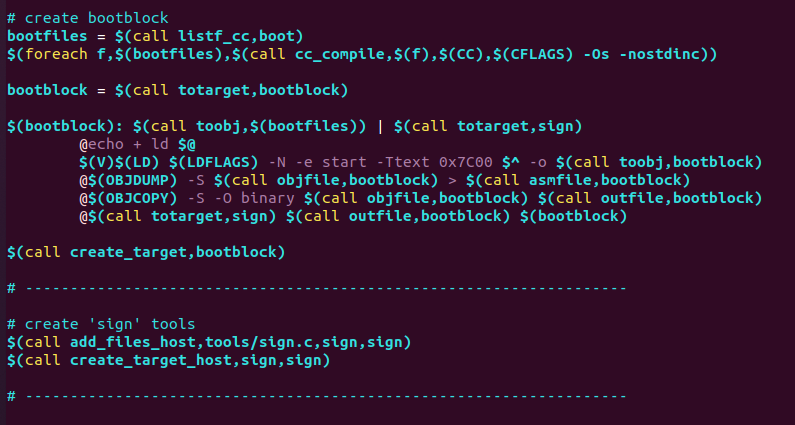 # create bootblock
bootfiles = $(call listf_cc,boot)
$(foreach f,$(bootfiles),$(call cc_compile,$(f),$(CC),$(CFLAGS) -Os -nostdinc))
bootblock = $(call totarget,bootblock)
$(bootblock): $(call toobj,$(bootfiles)) | $(call totarget,sign)
@echo + ld $@
$(V)$(LD) $(LDFLAGS) -N -e start -Ttext 0x7C00 $^ -o $(call toobj,bootblock)
@$(OBJDUMP) -S $(call objfile,bootblock) > $(call asmfile,bootblock)
@$(OBJCOPY) -S -O binary $(call objfile,bootblock) $(call outfile,bootblock)
@$(call totarget,sign) $(call outfile,bootblock) $(bootblock)
$(call create_target,bootblock)
# -------------------------------------------------------------------
# create 'sign' tools
$(call add_files_host,tools/sign.c,sign,sign)
$(call create_target_host,sign,sign)
# -------------------------------------------------------------------